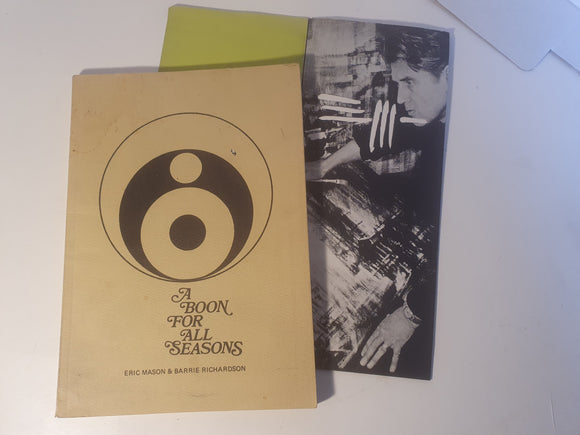 A
BOON
FOR
ALL
SEASONS
ERIC MASON & BARRIE RICHARDSON